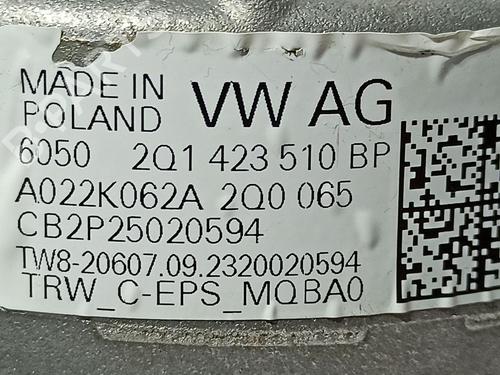 MADE IN VW AG
POLAND
6050 2Q1 423 510 BP
A022K062A 2Q0 065
CB2P25020594
TW8-20607.09.2320020594
TRW_C-EPS_MQBA0